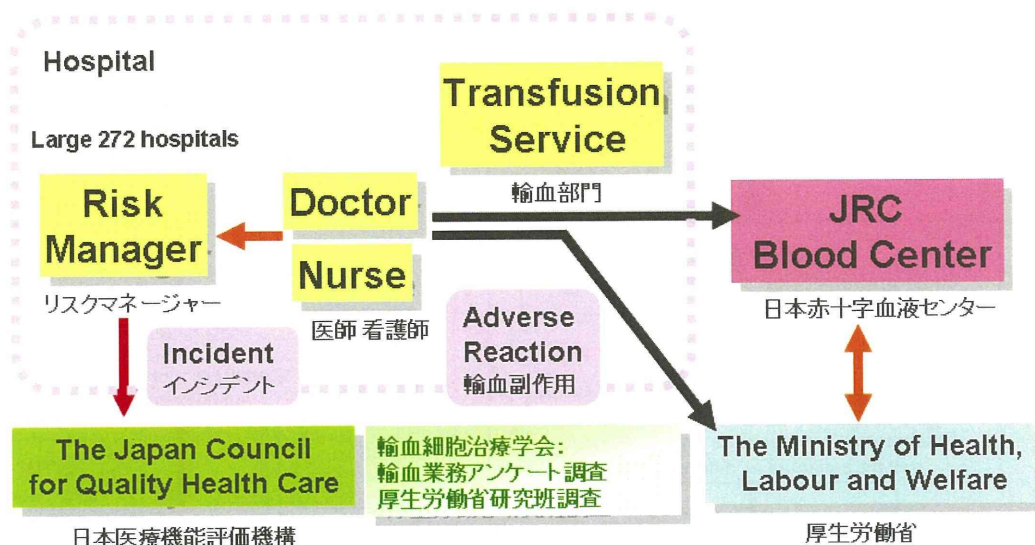 Hospital
Large 272 hospitals
Transfusion
Service
輸血部門
Risk
Manager
リスクマネージャー
Doctor
Nurse
医師 看護師
JRC
Blood Center
日本赤十字血液センター
Incident
インシデント
Adverse
Reaction
輸血副作用
The Japan Council
for Quality Health Care
日本医療機能評価機構
輸血細胞治療学会:
輸血業務アンケート調査
厚生労働省研究班調査
The Ministry of Health,
Labour and Welfare
厚生労働省